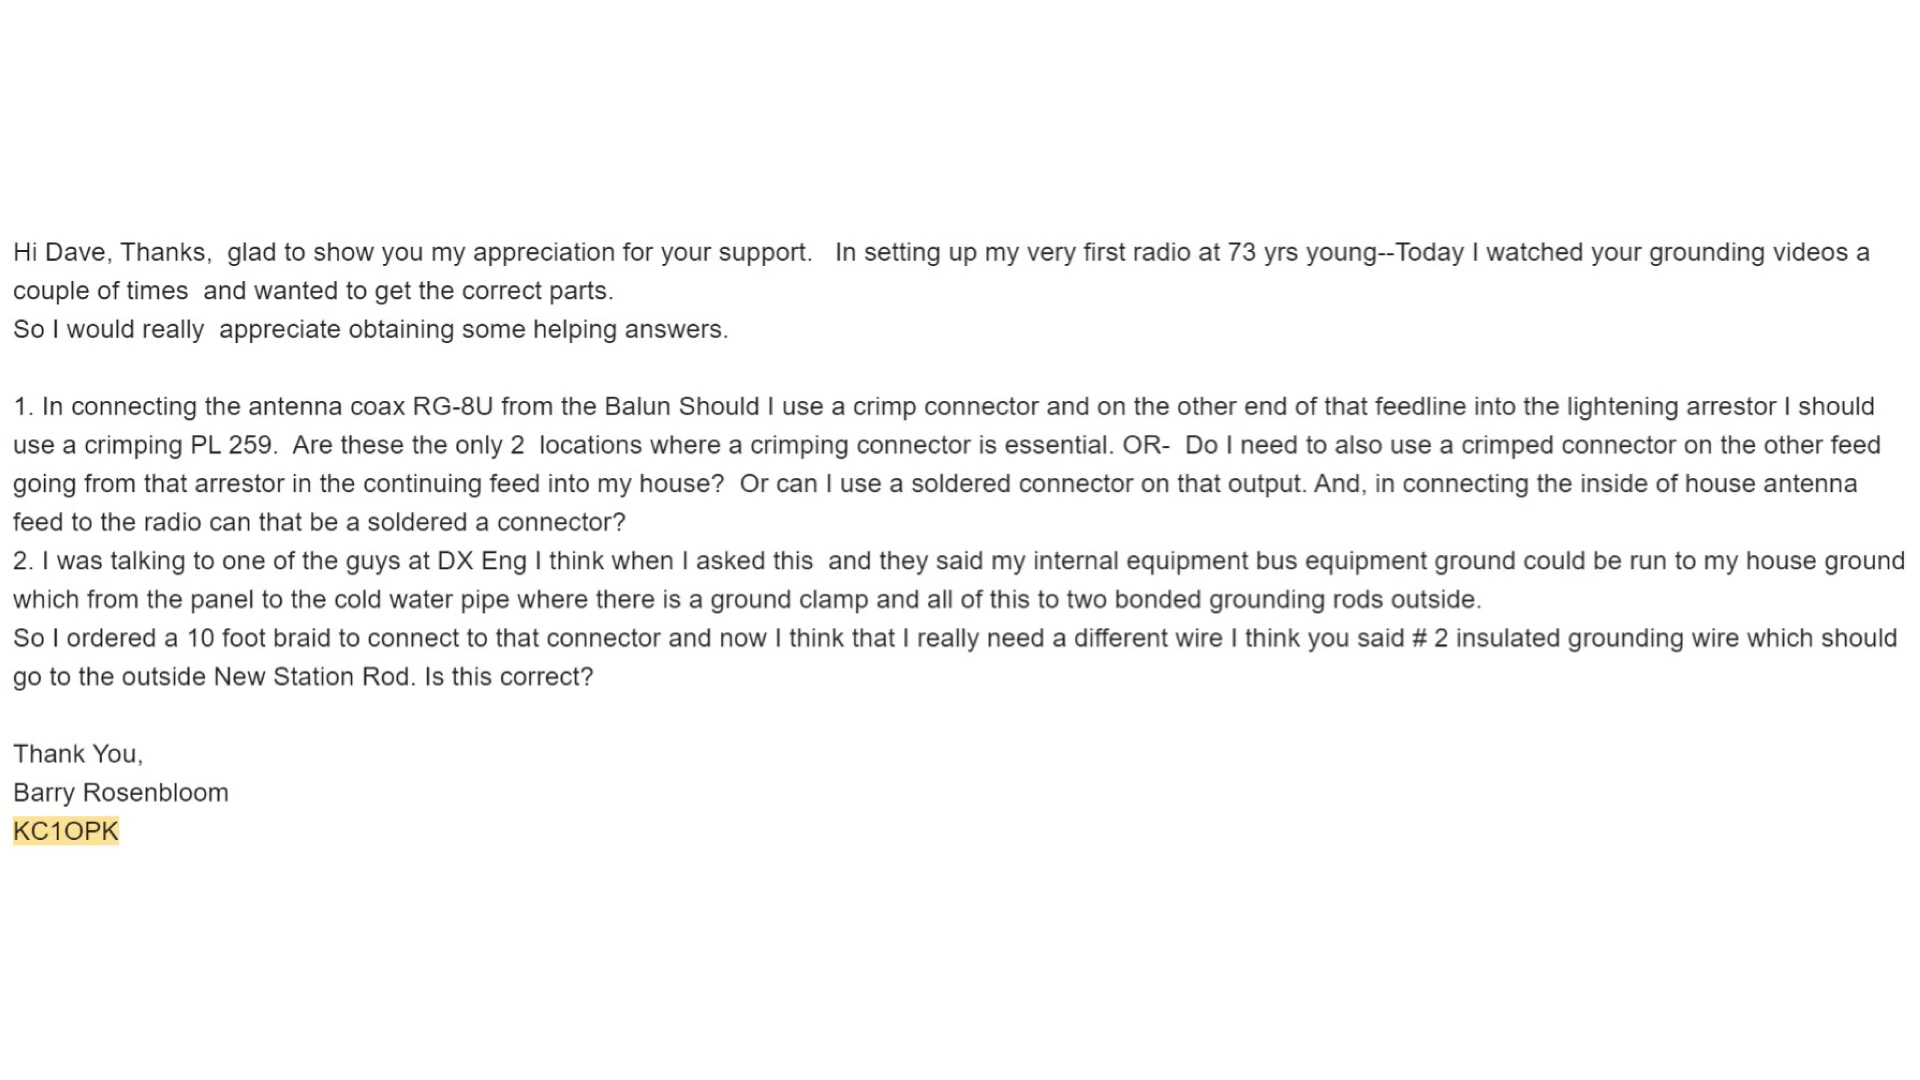 Hi Dave, Thanks,  glad to show you my appreciation for your support.   In setting up my very first radio at 73 yrs young--Today I watched your grounding videos a
couple of times  and wanted to get the correct parts.
So I would really  appreciate obtaining some helping answers.
1. In connecting the antenna coax RG-8U from the Balun Should I use a crimp connector and on the other end of that feedline into the lightening arrestor I should
use a crimping PL 259.  Are these the only 2  locations where a crimping connector is essential. OR-  Do I need to also use a crimped connector on the other feed
going from that arrestor in the continuing feed into my house?  Or can I use a soldered connector on that output. And, in connecting the inside of house antenna
feed to the radio can that be a soldered a connector?
2. I was talking to one of the guys at DX Eng I think when I asked this  and they said my internal equipment bus equipment ground could be run to my house ground
which from the panel to the cold water pipe where there is a ground clamp and all of this to two bonded grounding rods outside.
So I ordered a 10 foot braid to connect to that connector and now I think that I really need a different wire I think you said # 2 insulated grounding wire which should
go to the outside New Station Rod. Is this correct?
Thank You,
Barry Rosenbloom
KC1OPK